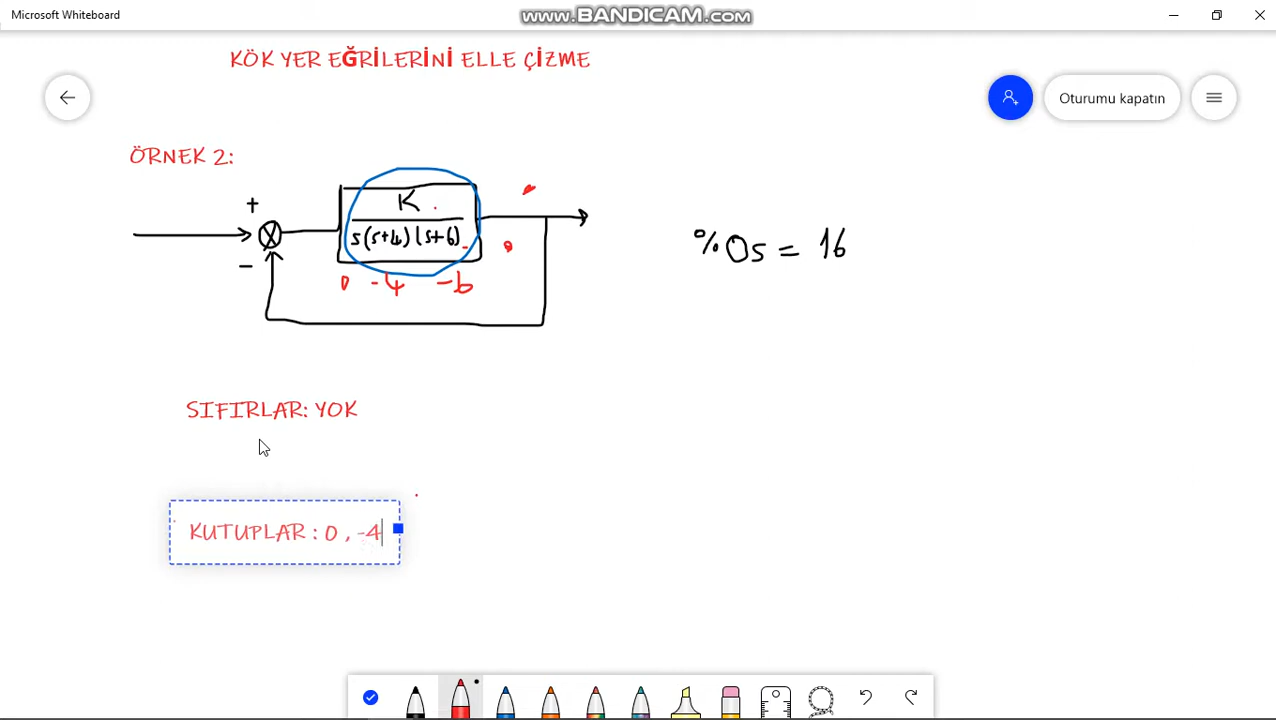 Microsoft Whiteboard
www.BANDICAM.com
KÖK YER EĞRİLERİNİ ELLE ÇİZME
Oturumu kapatın
ÖRNEK 2:
+
K
s(s+4)(s+6)
-
0 -4 -6
%Os = 16
SIFIRLAR: YOK
KUTUPLAR : 0 , -4